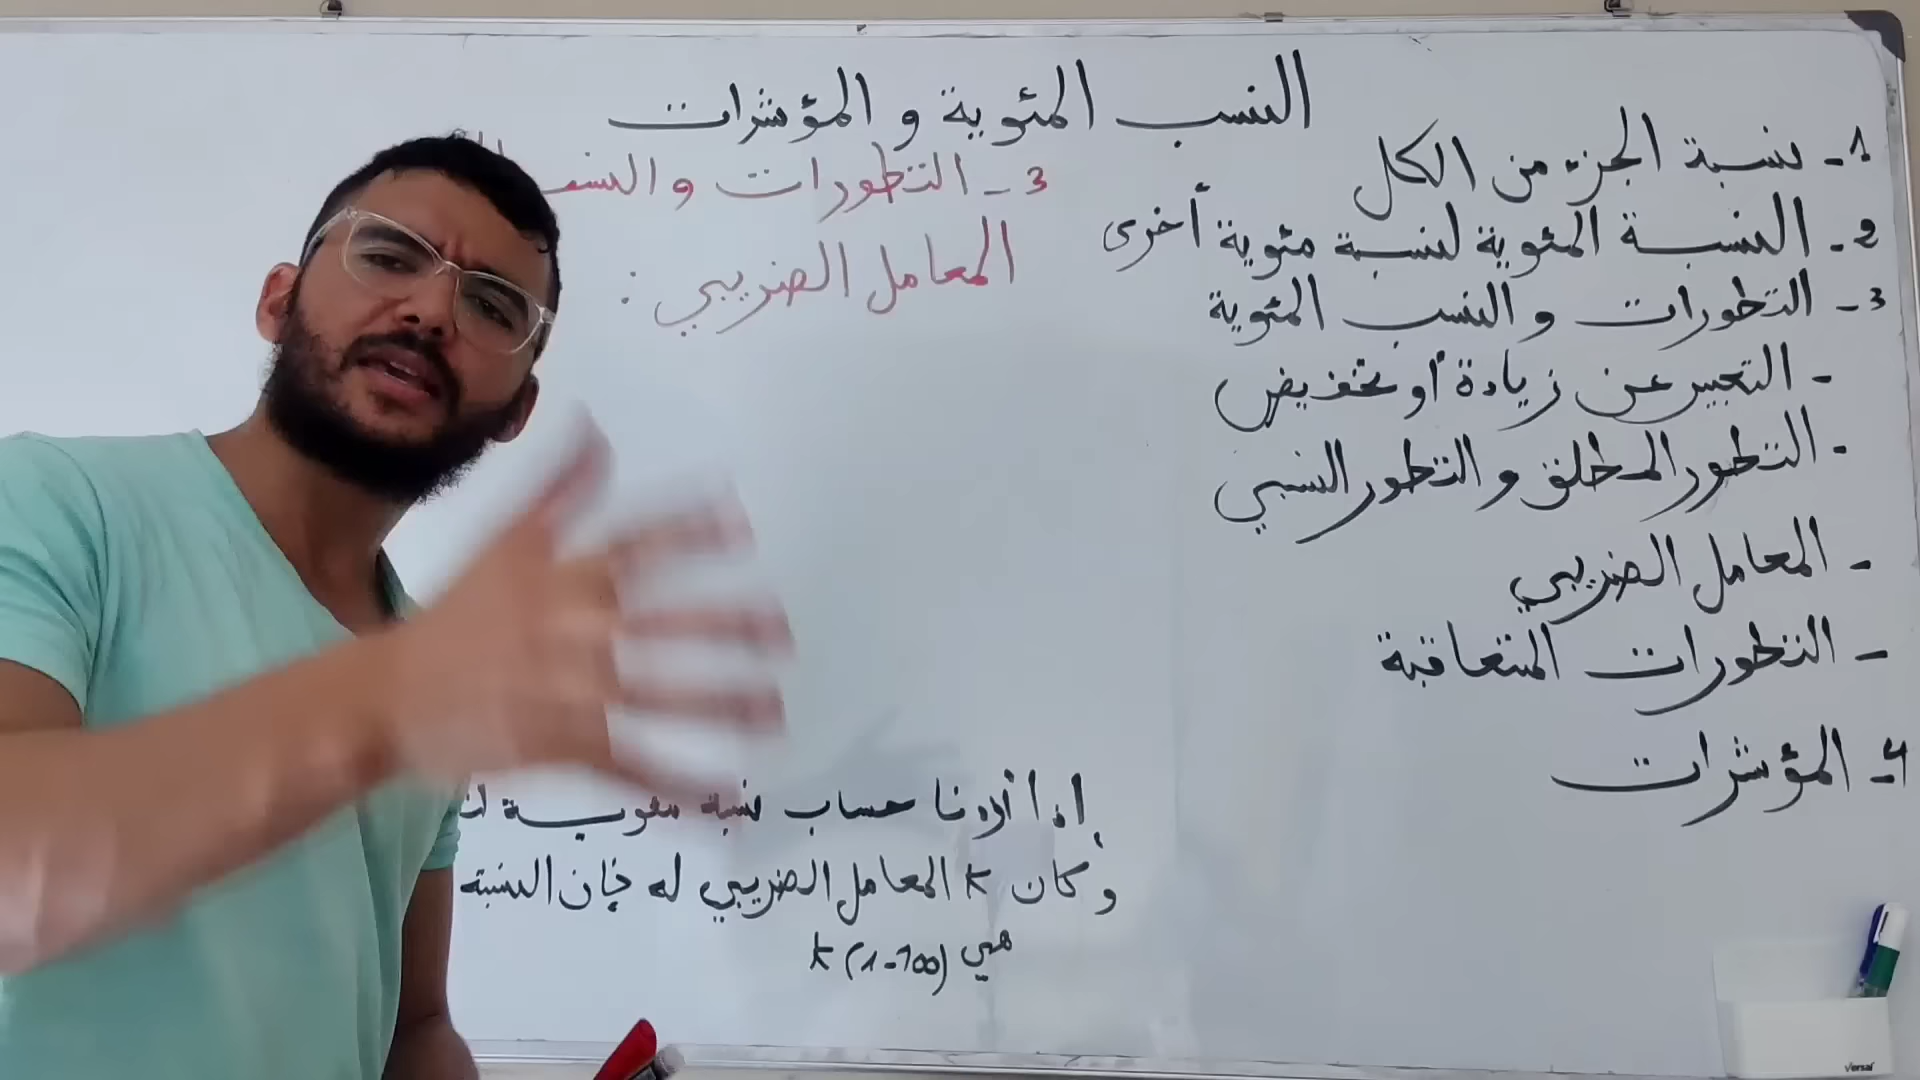 النسب المئوية و المؤشرات
1- نسبة الجزء من الكل
2- النسبة المئوية لنسبة مئوية أخرى
3- التطورات و النسب المئوية
- التعبير عن زيادة أو تخفيض
- التطور المطلق و التطور النسبي
- المعامل الضربي
- التطورات المتعاقبة
4- المؤشرات
3- التطورات و النسب
المعامل الضربي :
إذا أردنا حساب نسبة مئوية
و كان k المعامل الضربي له فإن النسبة
هي k (1-100)
versal